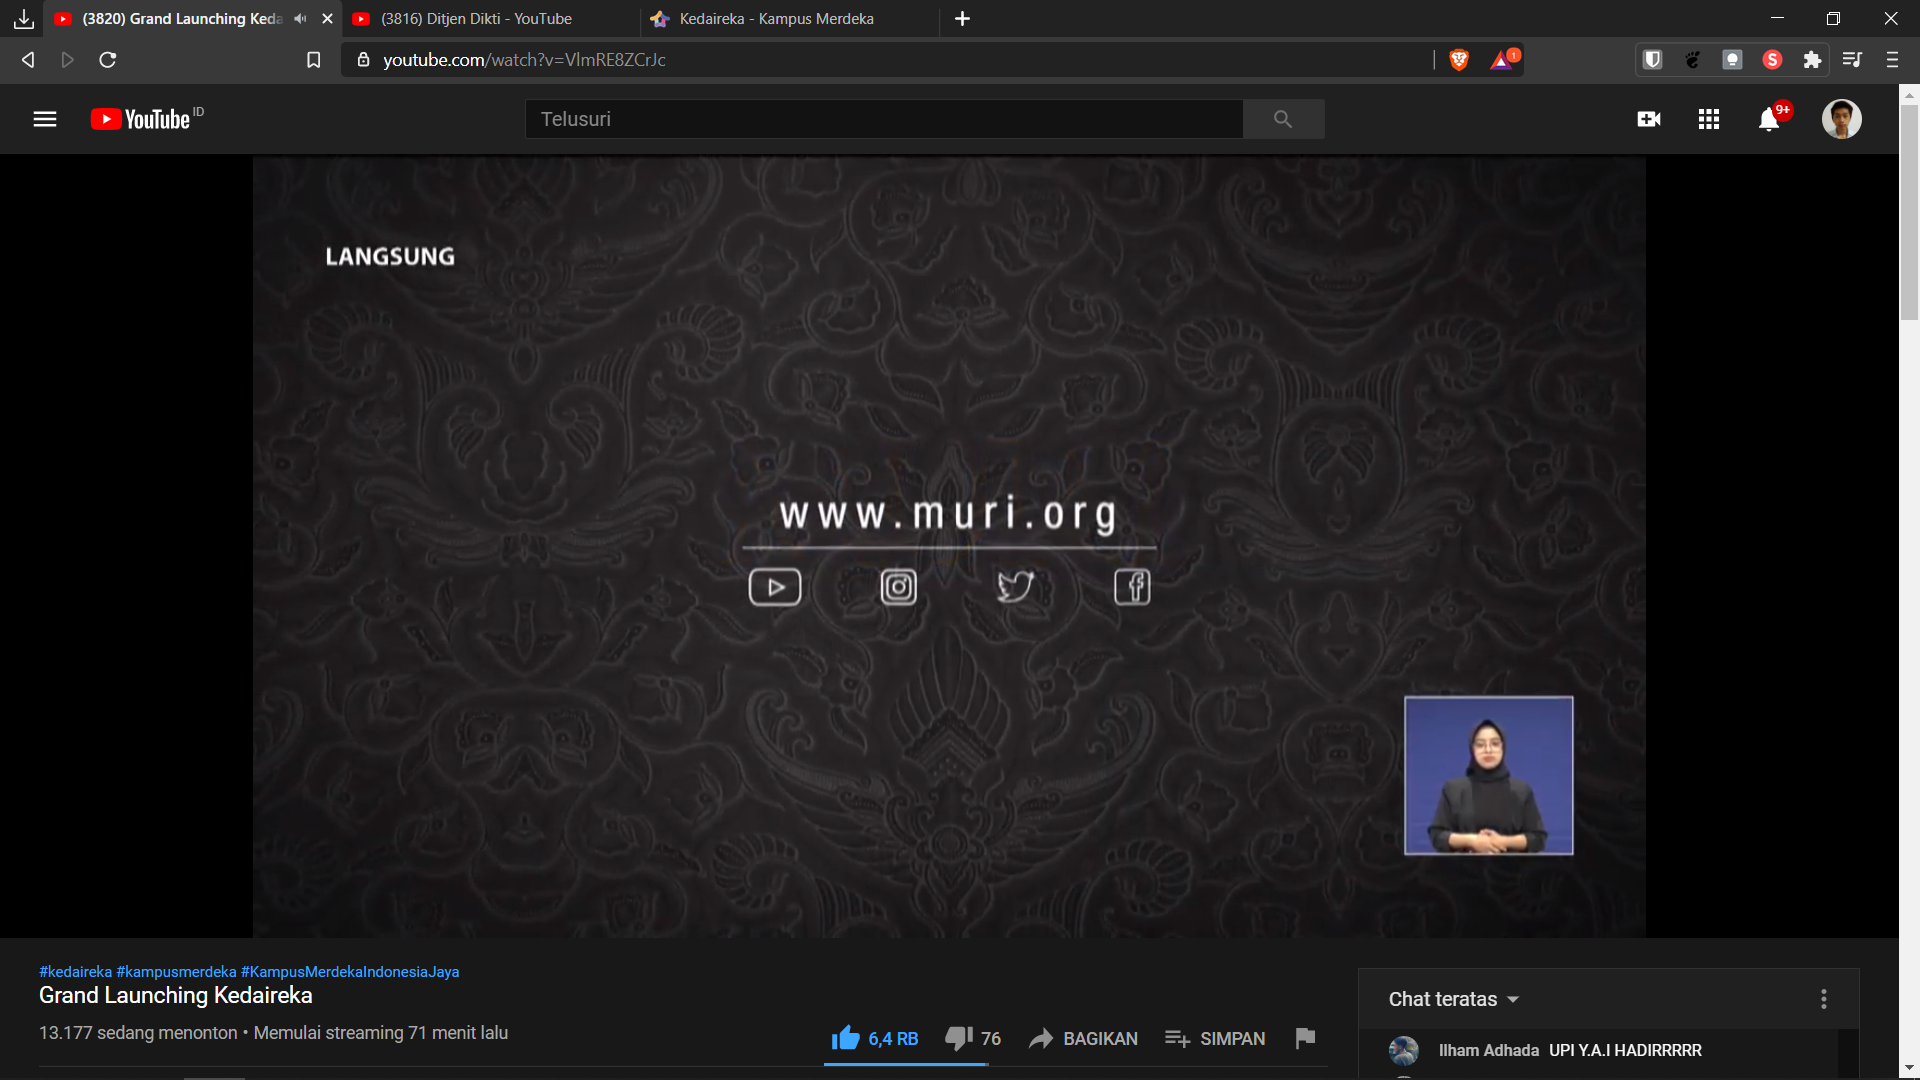 (3820) Grand Launching Keda
(3816) Ditjen Dikti - YouTube
Kedaireka - Kampus Merdeka
youtube.com/watch?v=VlmRE8ZCrJc
1
S
YouTube ID
Telusuri
9+
LANGSUNG
www.muri.org
#kedaireka #kampusmerdeka #KampusMerdekaIndonesiaJaya
Grand Launching Kedaireka
13.177 sedang menonton • Memulai streaming 71 menit lalu
6,4 RB
76
BAGIKAN
SIMPAN
Chat teratas
Ilham Adhada UPI Y.A.I HADIRRRRR